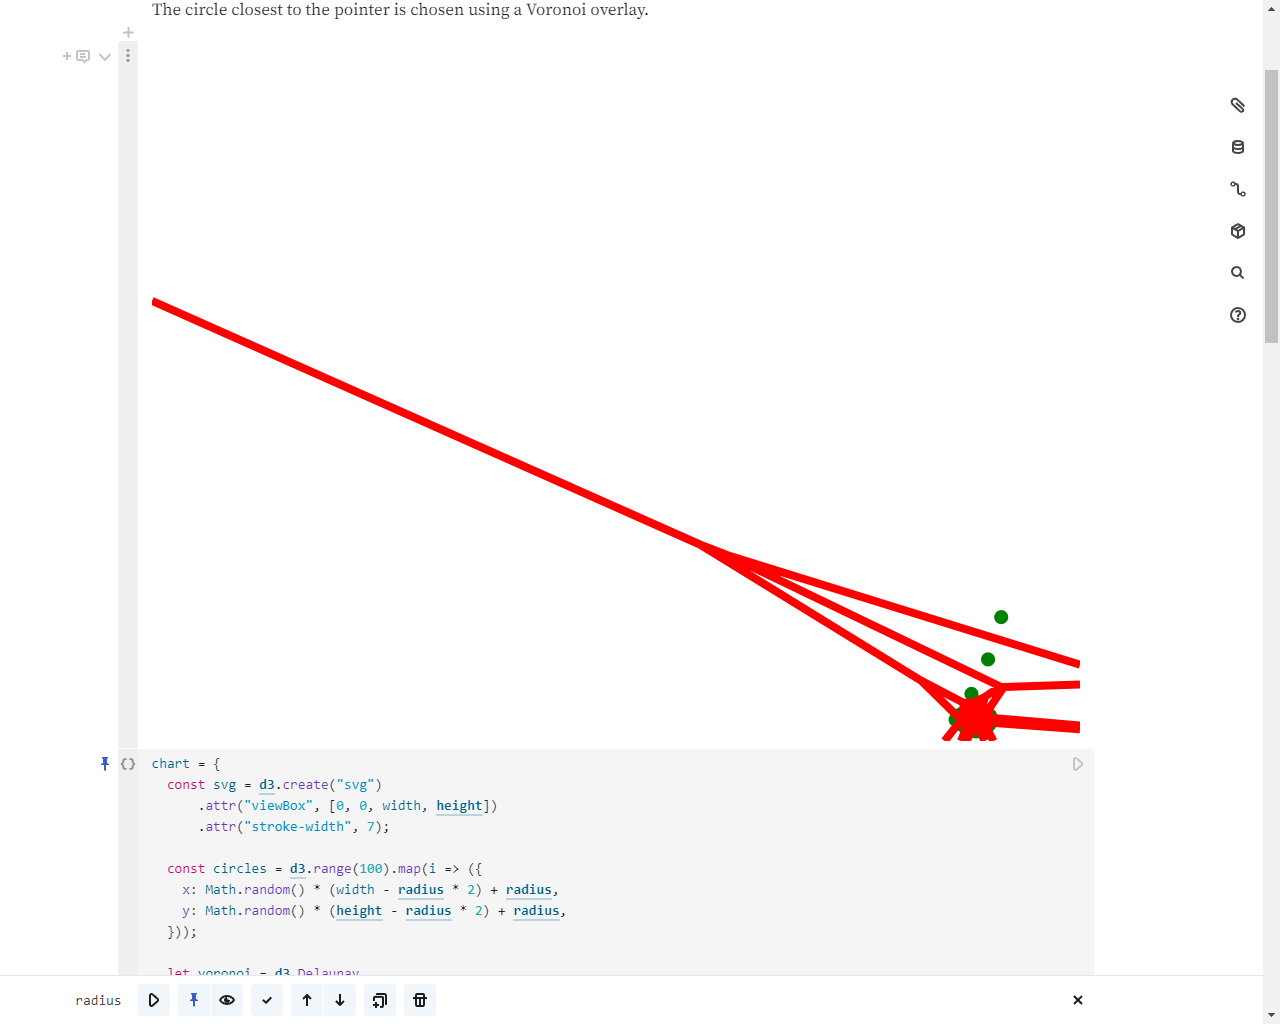 The circle closest to the pointer is chosen using a Voronoi overlay.
chart = {
const svg = d3.create("svg")
.attr("viewBox", [0, 0, width, height])
.attr("stroke-width", 7);
const circles = d3.range(100).map(i => ({
x: Math.random() * (width - radius * 2) + radius,
y: Math.random() * (height - radius * 2) + radius,
}));
let voronoi = d3.Delaunay
radius